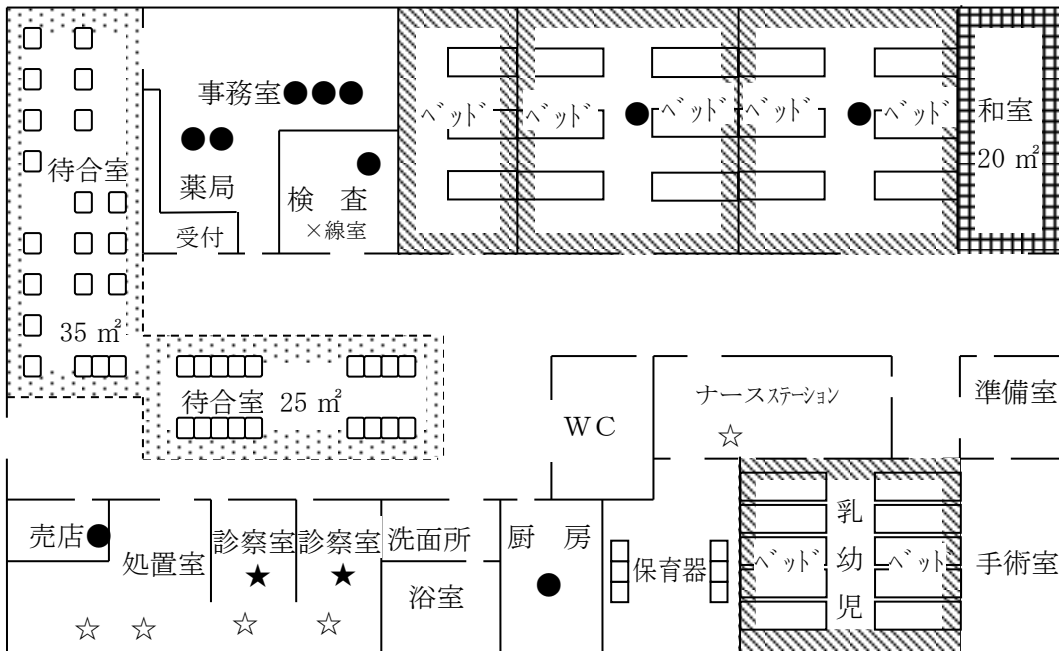 事務室
薬局
受付
検 査
×線室
ベッド
ベッド
ベッド
ベッド
ベッド
和室
20 ㎡
待合室
35 ㎡
待合室 25 ㎡
WC
ナースステーション
準備室
売店
処置室
診察室
診察室
洗面所
浴室
厨 房
保育器
ベッド
乳
幼
児
ベッド
手術室